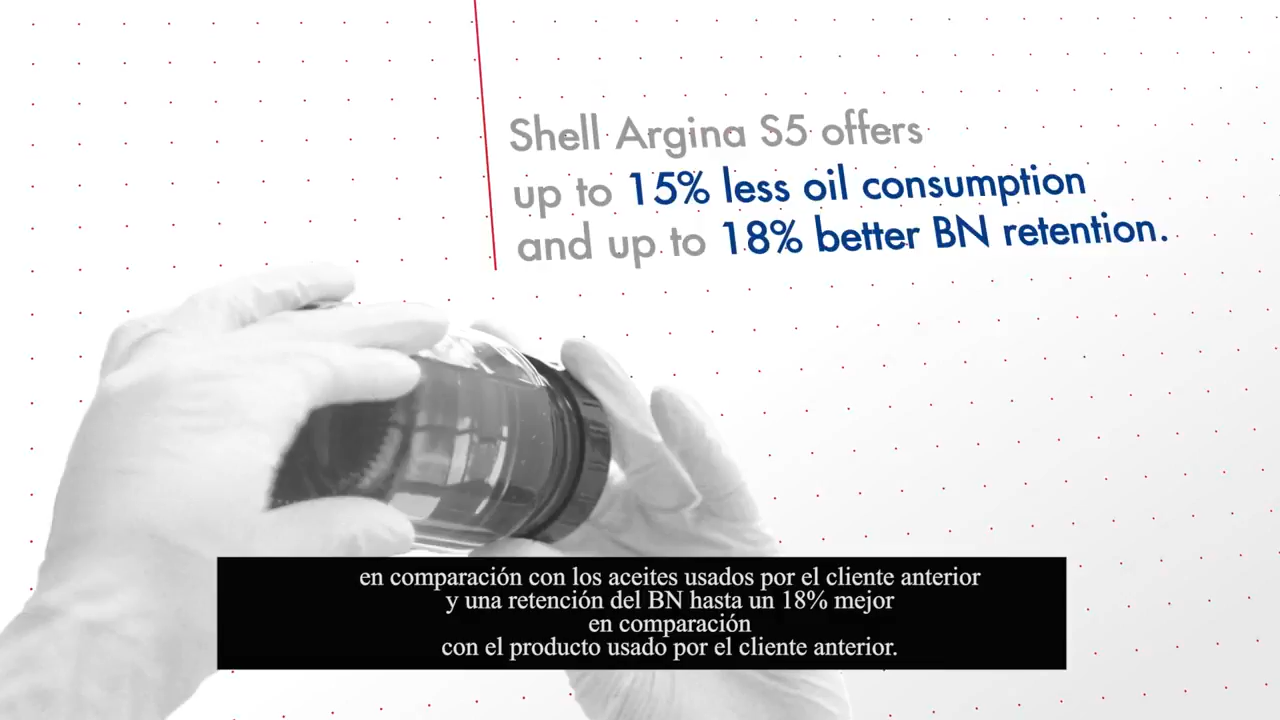 Shell Argina S5 offers
up to 15% less oil consumption
and up to 18% better BN retention.
en comparación con los aceites usados por el cliente anterior
y una retención del BN hasta un 18% mejor
en comparación
con el producto usado por el cliente anterior.